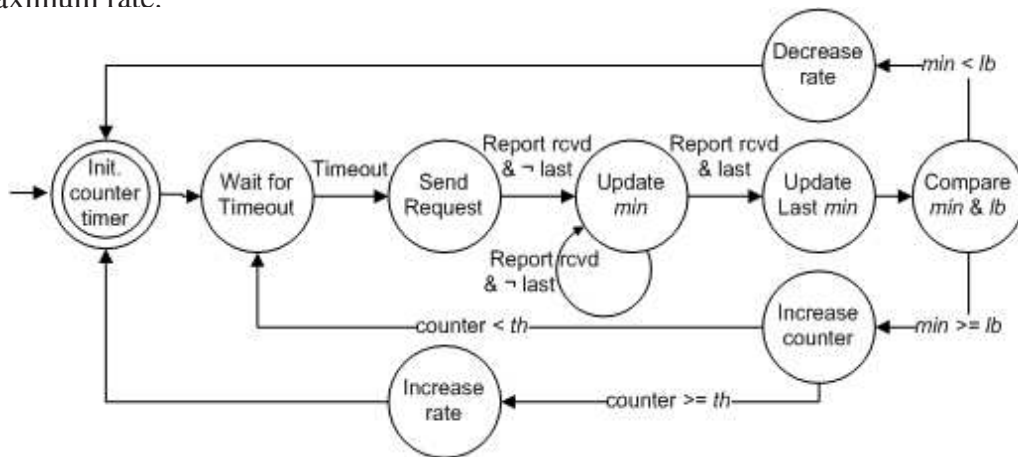 aximum rate.
Decrease
rate
min < lb
Init.
counter
timer
Wait for
Timeout
Timeout
Send
Request
Report rcvd
& ¬ last
Update
min
Report rcvd
& last
Update
Last min
Compare
min & lb
Report rcvd
& ¬ last
counter < th
Increase
counter
min >= lb
Increase
rate
counter >= th